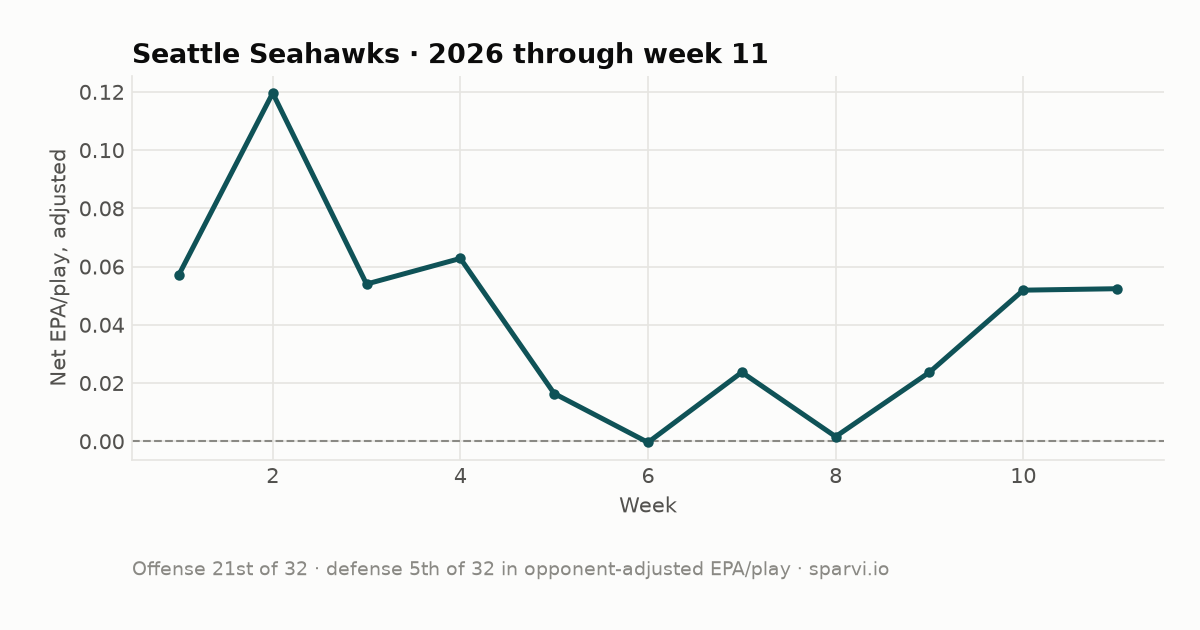 Seattle Seahawks · 2026 through week 11
Net EPA/play, adjusted
0.12
0.10
0.08
0.06
0.04
0.02
0.00
2 4 6 8 10
Week
Offense 21st of 32 · defense 5th of 32 in opponent-adjusted EPA/play · sparvi.io